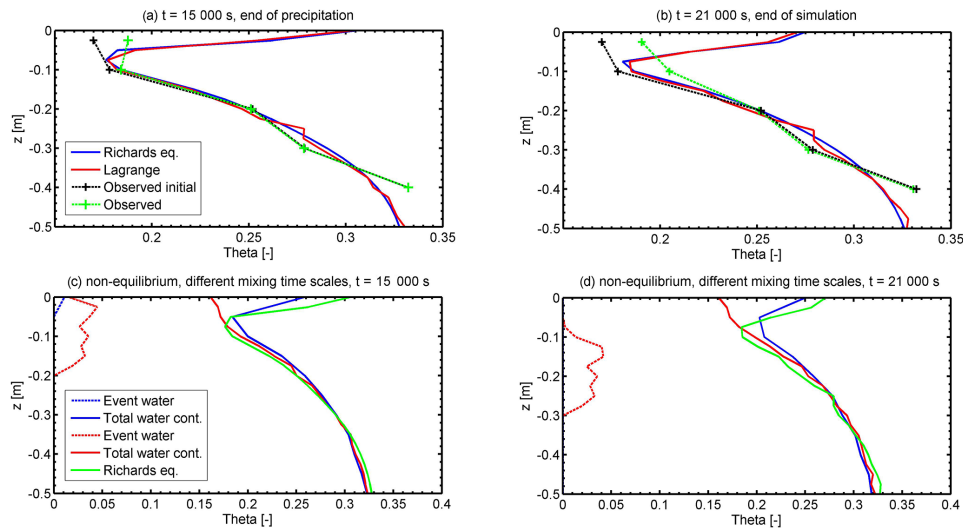 (a) t = 15 000 s, end of precipitation
0
-0.1
-0.2
-0.3
-0.4
-0.5
z [m]
0.2
0.25
0.3
0.35
Theta [-]
Richards eq.
Lagrange
Observed initial
Observed
(b) t = 21 000 s, end of simulation
0
-0.1
-0.2
-0.3
-0.4
-0.5
z [m]
0.2
0.25
0.3
0.35
Theta [-]
(c) non-equilibrium, different mixing time scales, t = 15 000 s
0
-0.1
-0.2
-0.3
-0.4
-0.5
z [m]
0
0.05
0.1
0.15
0.2
0.25
0.3
0.35
0.4
Theta [-]
Event water
Total water cont.
Event water
Total water cont.
Richards eq.
(d) non-equilibrium, different mixing time scales, t = 21 000 s
0
-0.1
-0.2
-0.3
-0.4
-0.5
z [m]
0
0.05
0.1
0.15
0.2
0.25
0.3
0.35
0.4
Theta [-]